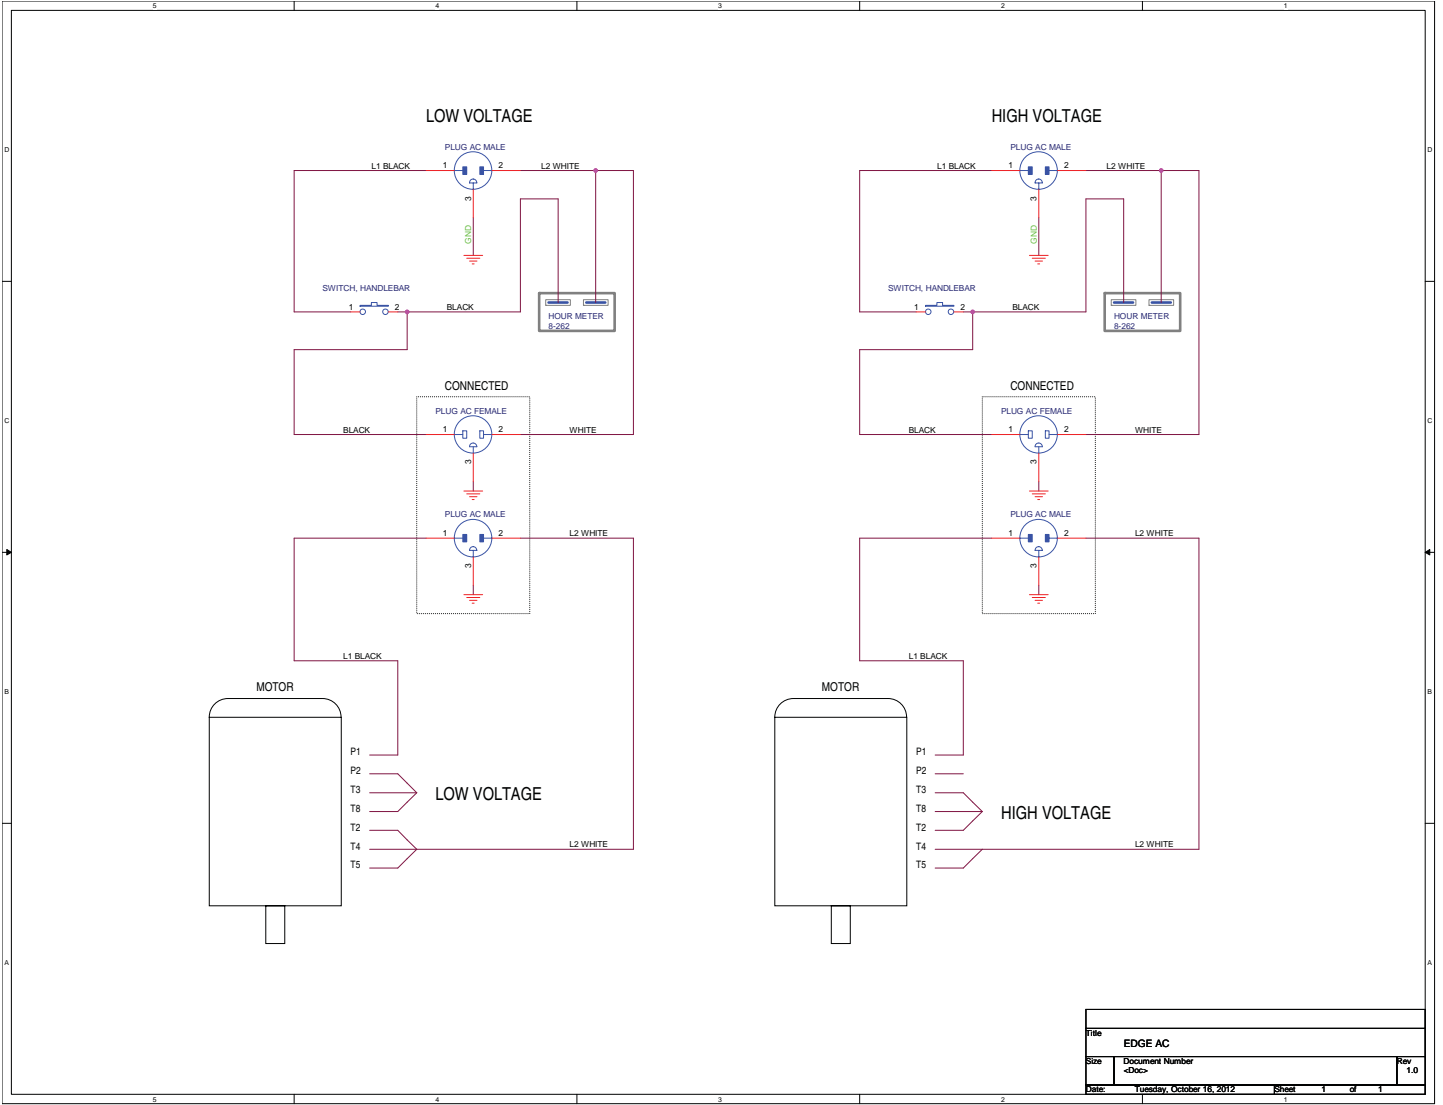 5 4 3 2 1
LOW VOLTAGE HIGH VOLTAGE
D D
PLUG AC MALE PLUG AC MALE
L1 BLACK 1 2 L2 WHITE L1 BLACK 1 2 L2 WHITE
3 3
GND GND
SWITCH, HANDLEBAR SWITCH, HANDLEBAR
1 2 BLACK 1 2 BLACK
HOUR METER HOUR METER
8-262 8-262
CONNECTED CONNECTED
PLUG AC FEMALE PLUG AC FEMALE
C C
BLACK 1 2 WHITE BLACK 1 2 WHITE
3 3
PLUG AC MALE PLUG AC MALE
1 2 L2 WHITE 1 2 L2 WHITE
3 3
L1 BLACK L1 BLACK
MOTOR MOTOR
B B
P1 P1
P2 P2
T3 LOW VOLTAGE T3
T8 T8 HIGH VOLTAGE
T2 T2
T4 L2 WHITE T4 L2 WHITE
T5 T5
A A
Title
EDGE AC
Size Document Number Rev
<Doc> 1.0
Date: Tuesday, October 16, 2012 Sheet 1 of 1
5 4 3 2 1